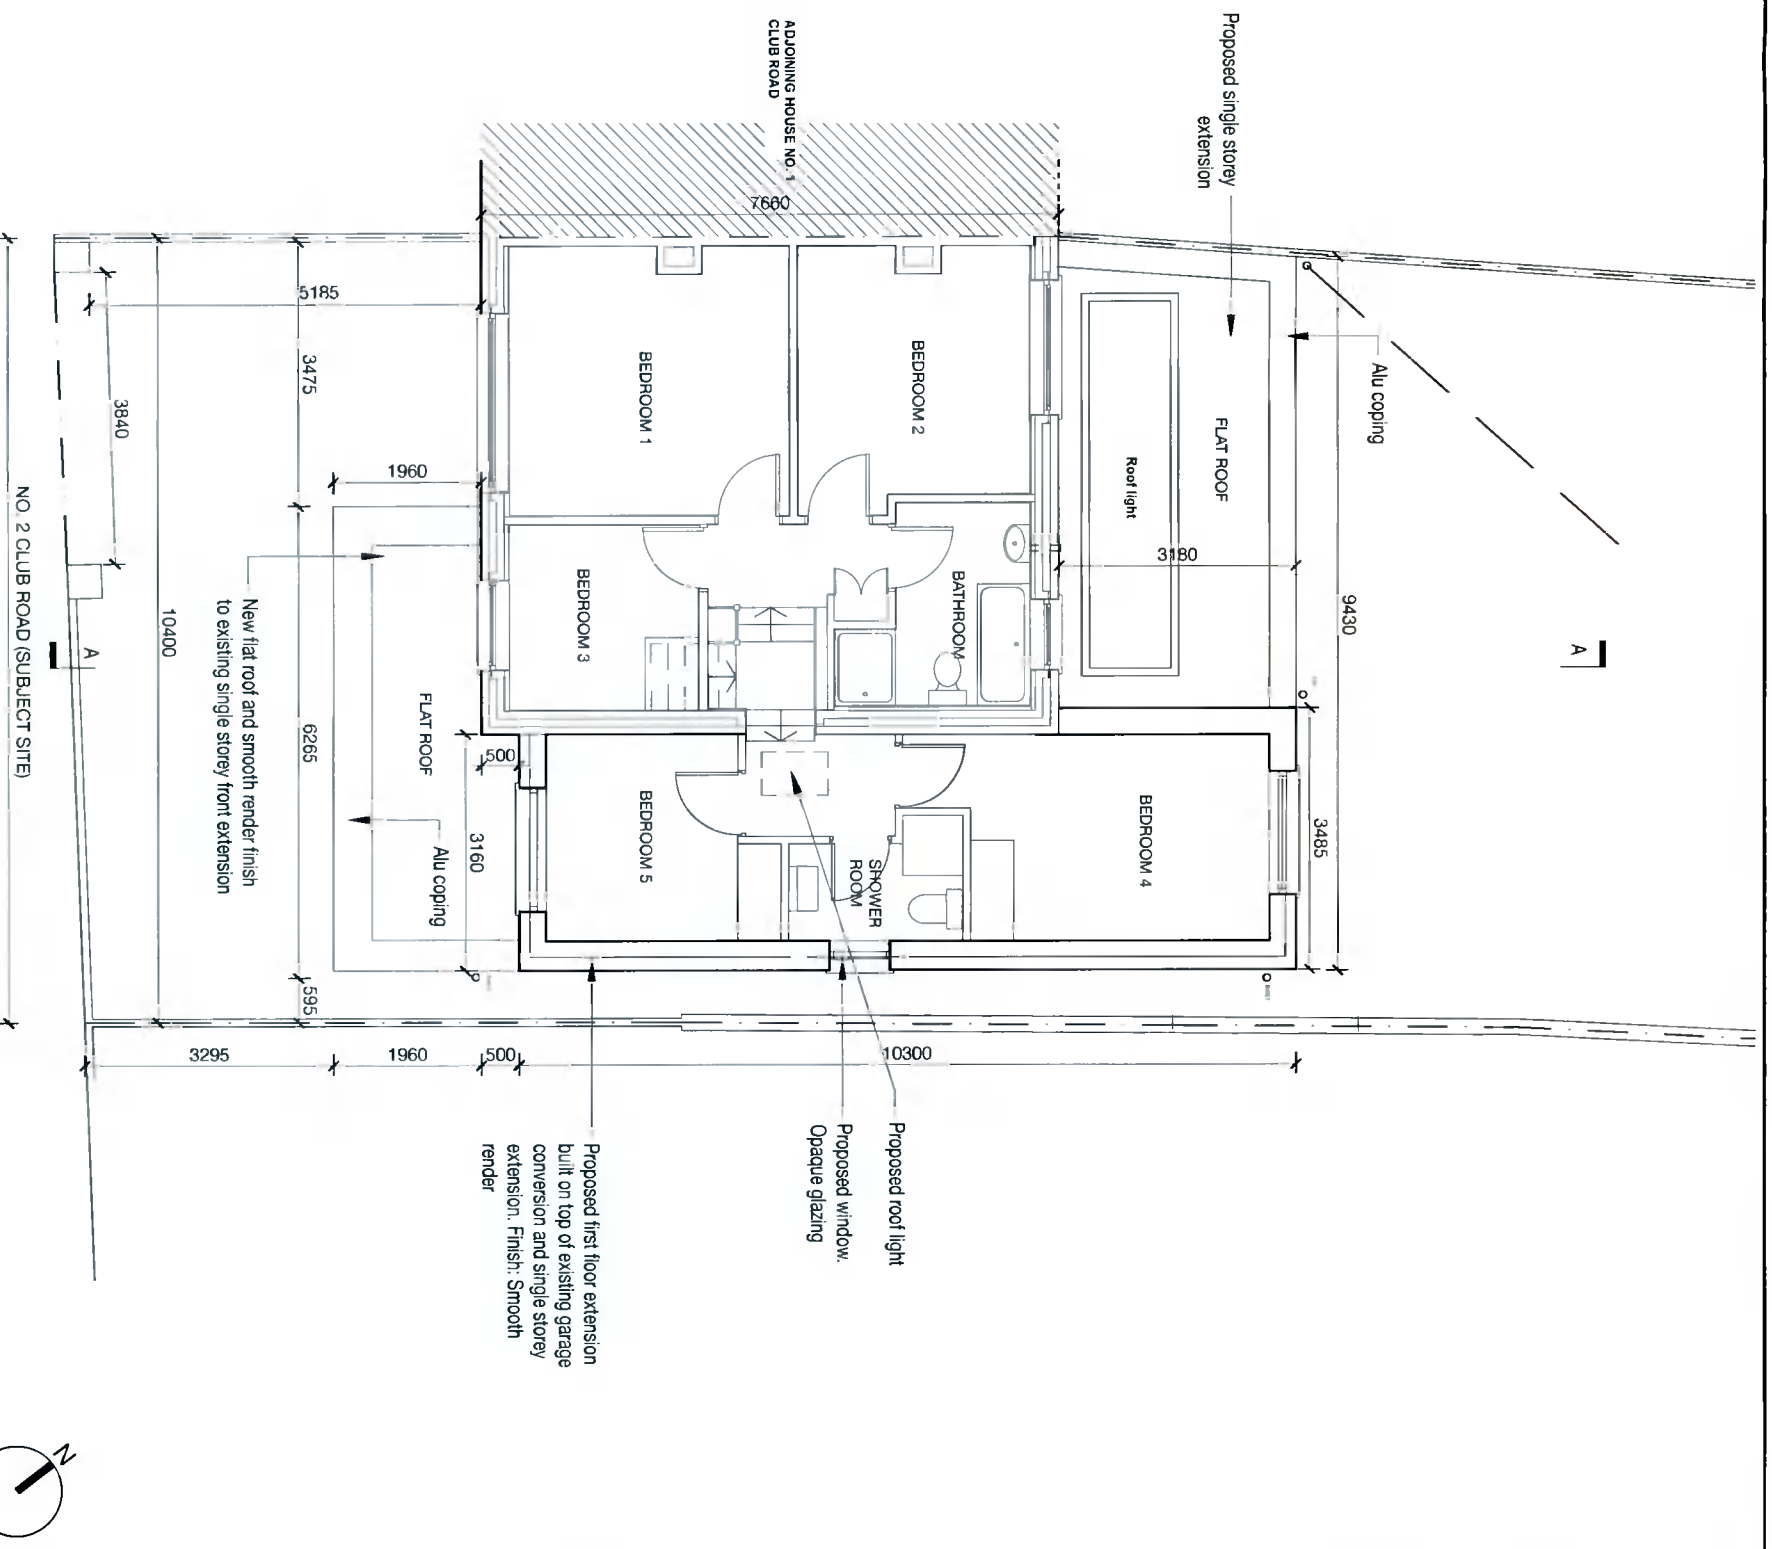 Proposed single storey
extension
Alu coping
FLAT ROOF
Roof light
3180
9430
A
A
3485
ADJOINING HOUSE NO. 1
CLUB ROAD
7660
BEDROOM 2
BEDROOM 1
BATHROOM
BEDROOM 3
BEDROOM 4
SHOWER
ROOM
BEDROOM 5
5185
3475
3840
1960
10400
6265
595
500
3160
FLAT ROOF
Alu coping
New flat roof and smooth render finish
to existing single storey front extension
NO. 2 CLUB ROAD (SUBJECT SITE)
3295
1960
500
10300
Proposed roof light
Proposed window.
Opaque glazing
Proposed first floor extension
built on top of existing garage
conversion and single storey
extension. Finish: Smooth
render
N